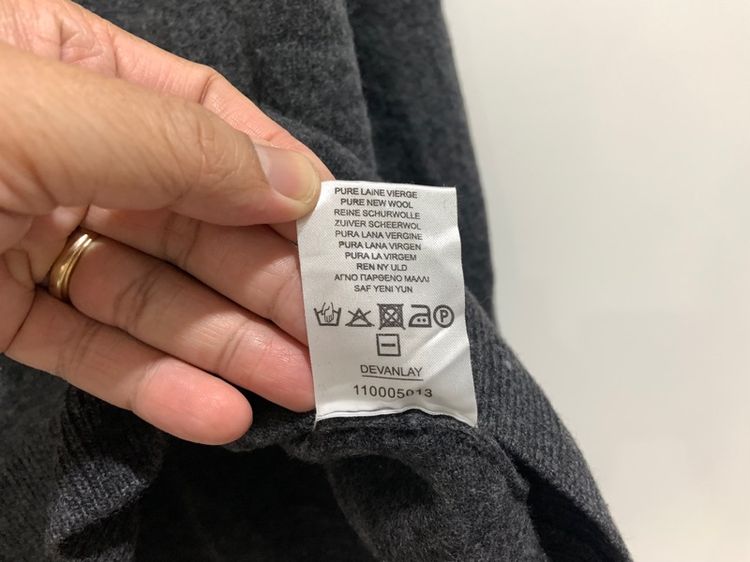 PURE LAINE VIERGE
PURE NEW WOOL
REINE SCHURWOLLE
ZUIVER SCHEERWOL
PURA LANA VERGINE
PURA LANA VIRGEN
PURA LA VIRGEM
REN NY ULD
ΑΓΝΟ ΠΑΡΘΕΝΟ ΜΑΛΛΙ
SAF YENI YUN
P
DEVANLAY
110005013